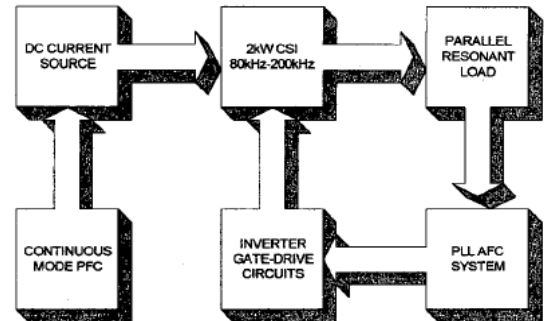 DC CURRENT
SOURCE
2kW CSI
80kHz-200kHz
PARALLEL
RESONANT
LOAD
CONTINUOUS
MODE PFC
INVERTER
GATE-DRIVE
CIRCUITS
PLL AFC
SYSTEM